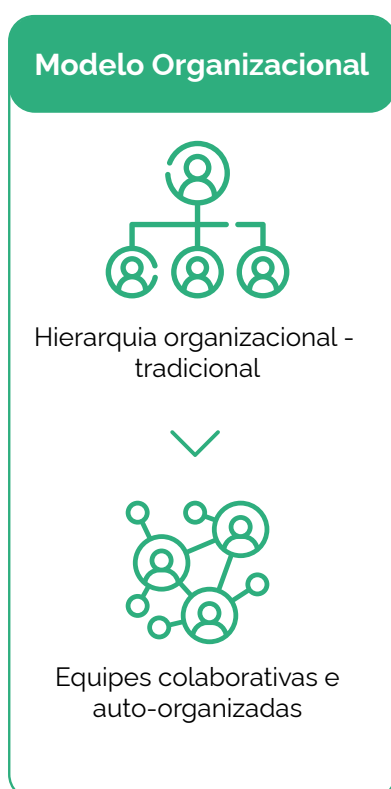 Modelo Organizacional
Hierarquia organizacional -
tradicional
Equipes colaborativas e
auto-organizadas